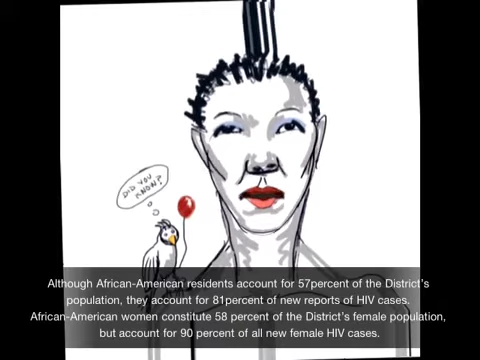 DID YOU
KNOW?
Although African-American residents account for 57percent of the District's
population, they account for 81percent of new reports of HIV cases.
African-American women constitute 58 percent of the District's female population,
but account for 90 percent of all new female HIV cases.